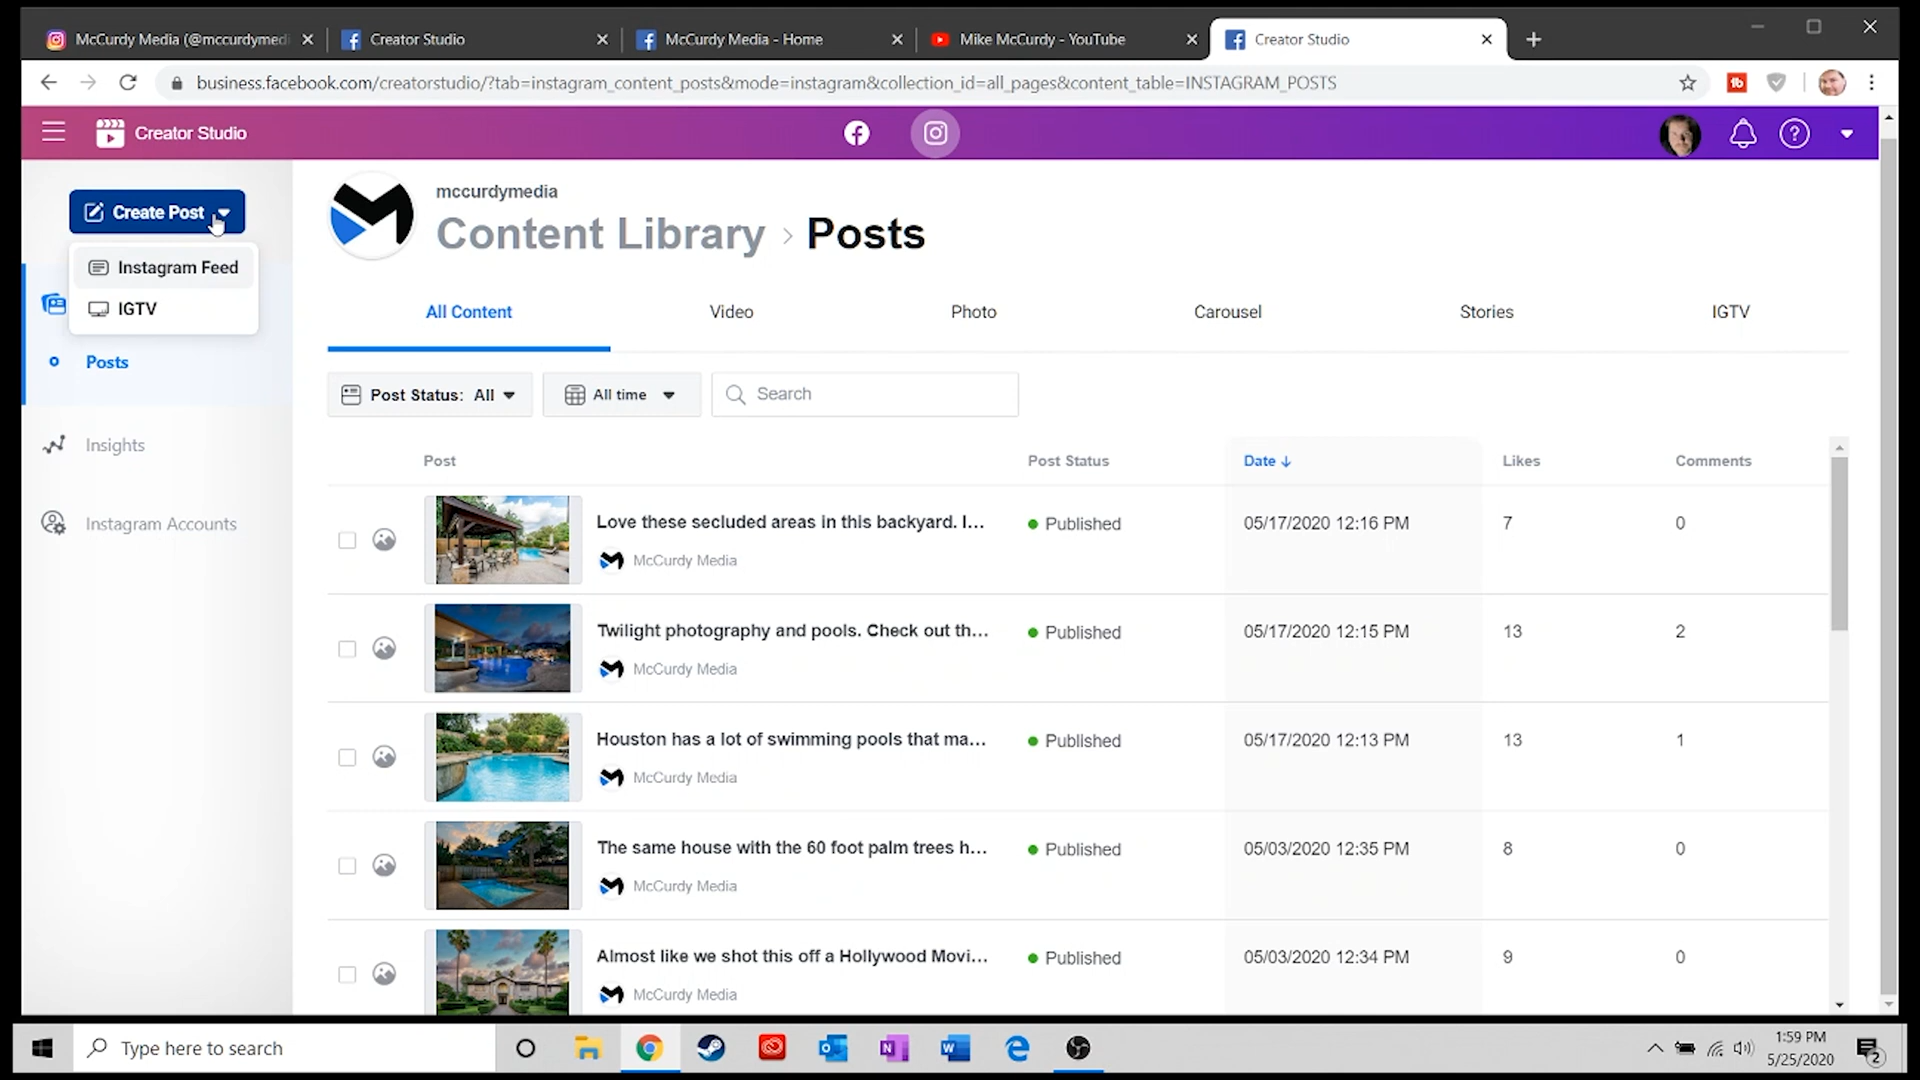 McCurdy Media (@mccurdymedi
Creator Studio
McCurdy Media - Home
Mike McCurdy - YouTube
Creator Studio
business.facebook.com/creatorstudio/?tab=instagram_content_posts&mode=instagram&collection_id=all_pages&content_table=INSTAGRAM_POSTS
Creator Studio
Create Post
Instagram Feed
IGTV
Posts
Insights
Instagram Accounts
mccurdymedia
Content Library > Posts
All Content Video Photo Carousel Stories IGTV
Post Status: All All time Search
Post Post Status Date ↓ Likes Comments
Love these secluded areas in this backyard. I... Published 05/17/2020 12:16 PM 7 0
McCurdy Media
Twilight photography and pools. Check out th... Published 05/17/2020 12:15 PM 13 2
McCurdy Media
Houston has a lot of swimming pools that ma... Published 05/17/2020 12:13 PM 13 1
McCurdy Media
The same house with the 60 foot palm trees h... Published 05/03/2020 12:35 PM 8 0
McCurdy Media
Almost like we shot this off a Hollywood Movi... Published 05/03/2020 12:34 PM 9 0
McCurdy Media
Type here to search
1:59 PM
5/25/2020
2